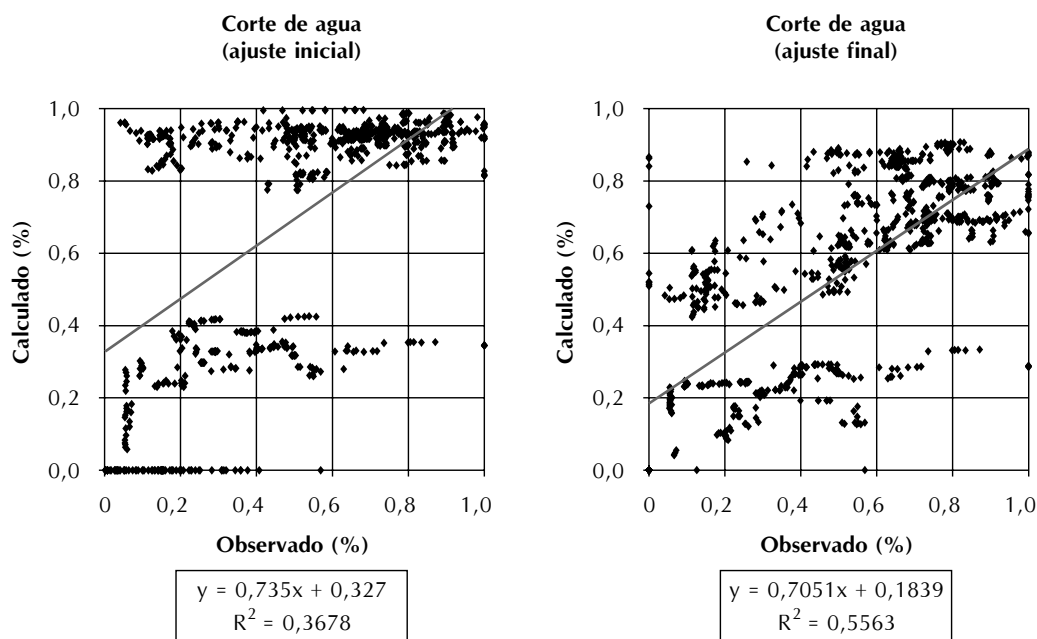 Corte de agua
(ajuste inicial)
Calculado (%)
1,0
0,8
0,6
0,4
0,2
0,0
0 0,2 0,4 0,6 0,8 1,0
Observado (%)
y = 0,735x + 0,327
R² = 0,3678
Corte de agua
(ajuste final)
Calculado (%)
1,0
0,8
0,6
0,4
0,2
0,0
0 0,2 0,4 0,6 0,8 1,0
Observado (%)
y = 0,7051x + 0,1839
R² = 0,5563